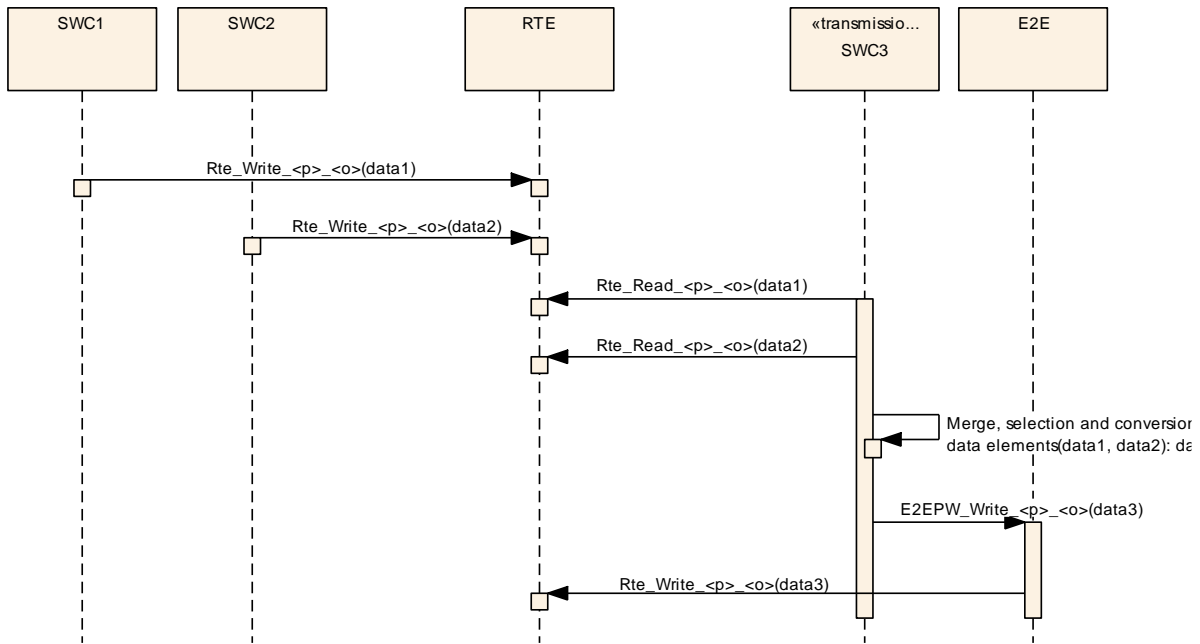 SWC1
SWC2
RTE
«transmissio...
SWC3
E2E
Rte_Write_<p>_<o>(data1)
Rte_Write_<p>_<o>(data2)
Rte_Read_<p>_<o>(data1)
Rte_Read_<p>_<o>(data2)
Merge, selection and conversion
data elements(data1, data2):
E2EPW_Write_<p>_<o>(data3)
Rte_Write_<p>_<o>(data3)